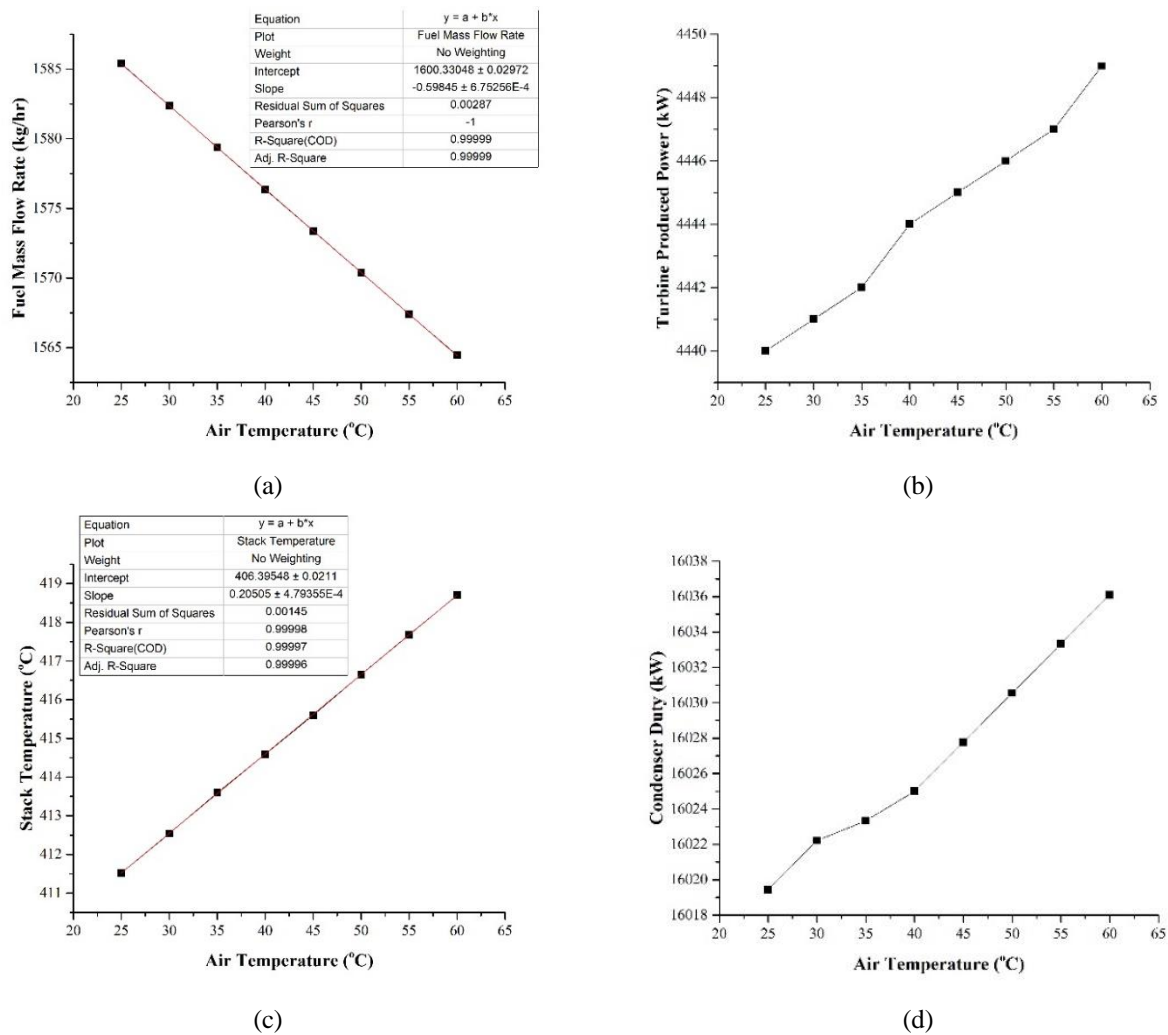 Equation y = a + b*x
Plot Fuel Mass Flow Rate
Weight No Weighting
Intercept 1600.33048 ± 0.02972
Slope -0.59845 ± 6.75256E-4
Residual Sum of Squares 0.00287
Pearson's r -1
R-Square(COD) 0.99999
Adj. R-Square 0.99999
Fuel Mass Flow Rate (kg/hr)
1585
1580
1575
1570
1565
20 25 30 35 40 45 50 55 60 65
Air Temperature (°C)
(a)
Turbine Produced Power (kW)
4450
4448
4446
4444
4442
4440
20 25 30 35 40 45 50 55 60 65
Air Temperature (°C)
(b)
Equation y = a + b*x
Plot Stack Temperature
Weight No Weighting
Intercept 406.39548 ± 0.0211
Slope 0.20505 ± 4.79355E-4
Residual Sum of Squares 0.00145
Pearson's r 0.99998
R-Square(COD) 0.99997
Adj. R-Square 0.99996
Stack Temperature (°C)
419
418
417
416
415
414
413
412
411
20 25 30 35 40 45 50 55 60 65
Air Temperature (°C)
(c)
Condenser Duty (kW)
16038
16036
16034
16032
16030
16028
16026
16024
16022
16020
16018
20 25 30 35 40 45 50 55 60 65
Air Temperature (°C)
(d)